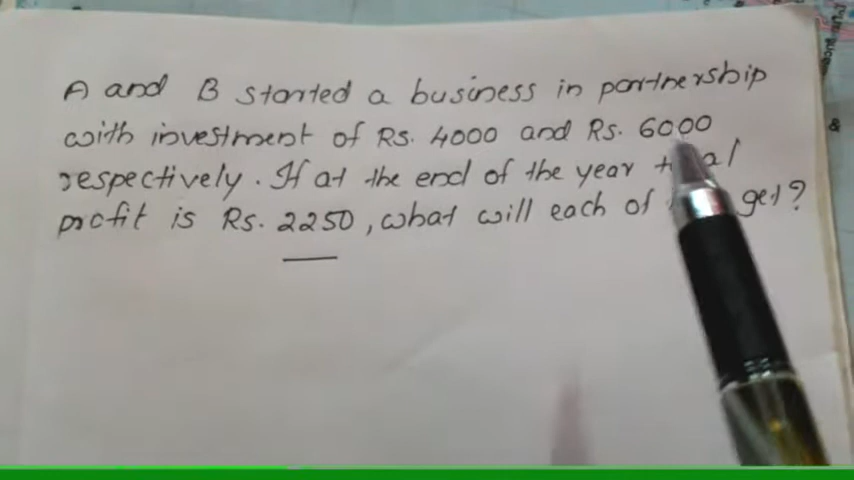 A and B started a business in partnership
with investment of Rs. 4000 and Rs. 6000
respectively. If at the end of the year
profit is Rs. 2250, what will each of get?
&